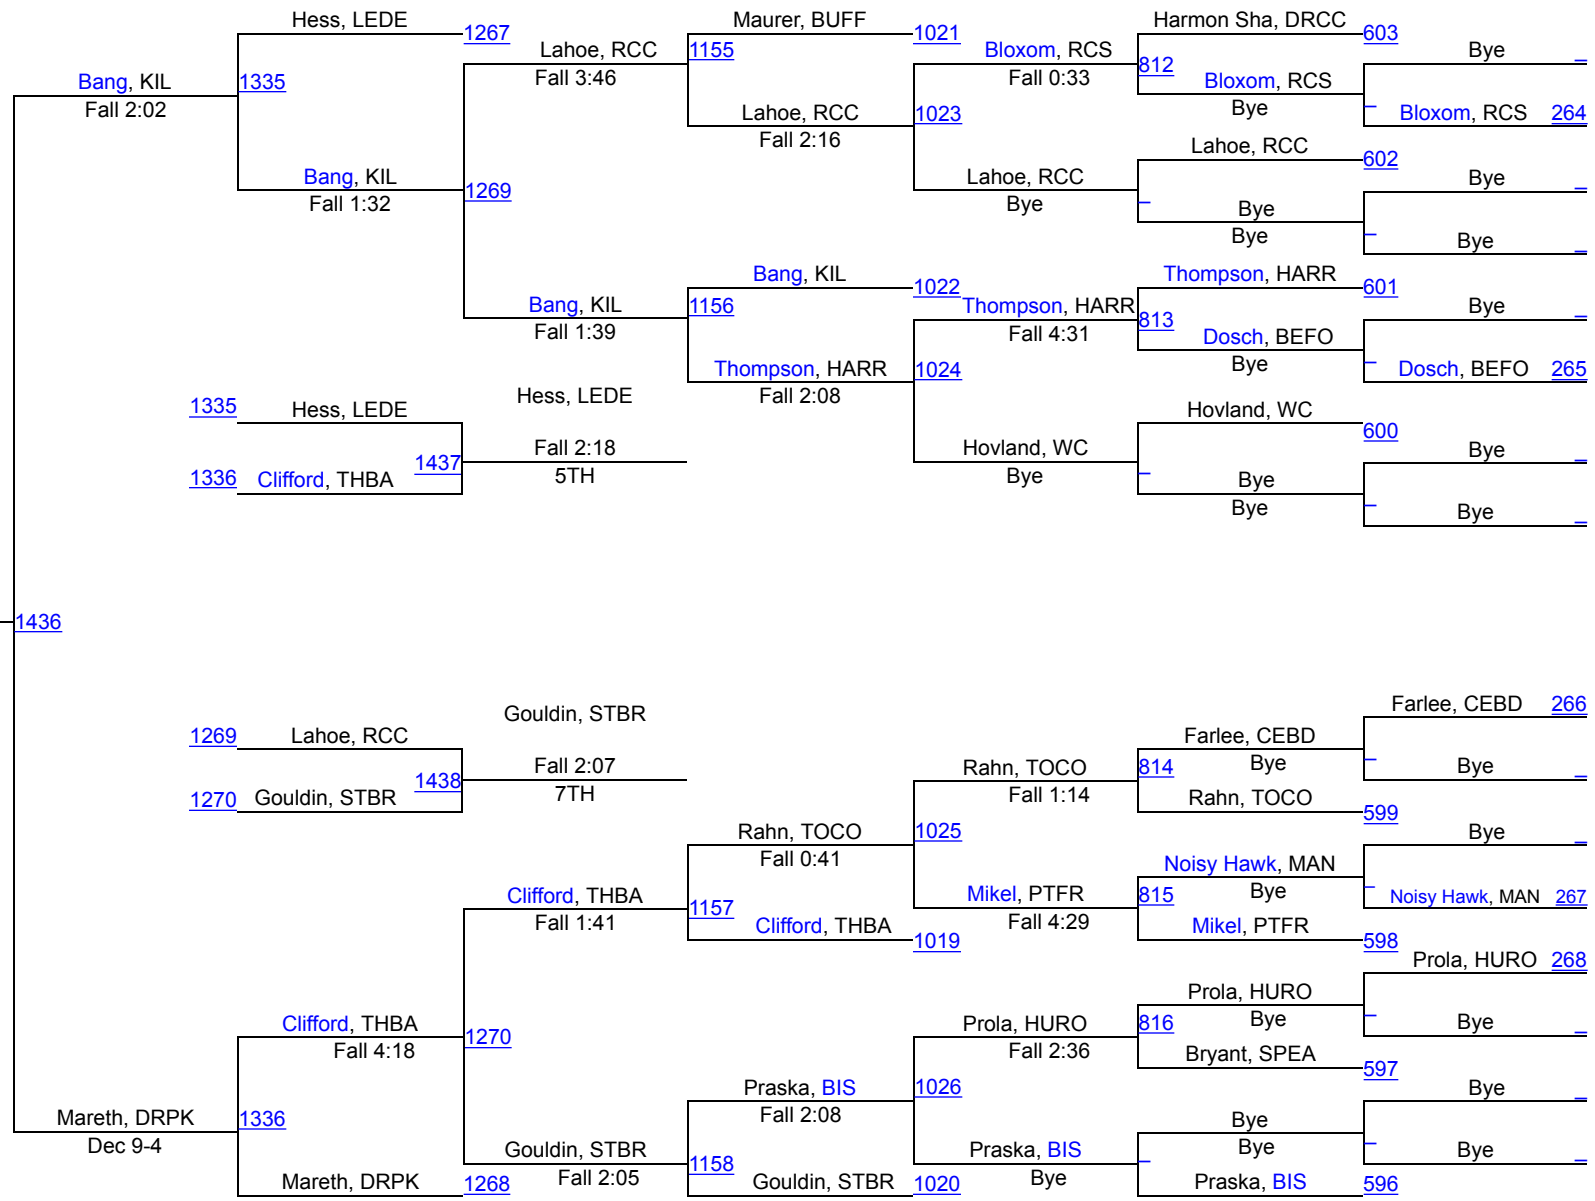 Hess, LEDE
1267
Maurer, BUFF
1021
Harmon Sha, DRCC
603
Lahoe, RCC
1155
Bloxom, RCS
Bye
Fall 3:46
Fall 0:33
812
Bang, KIL
1335
Bloxom, RCS
Fall 2:02
Bye
Lahoe, RCC
1023
Bloxom, RCS 264
Fall 2:16
Lahoe, RCC
602
Bang, KIL
Lahoe, RCC
Bye
Fall 1:32
1269
Bye
Bye
Bye
Bye
Bang, KIL
1022
Thompson, HARR
601
Bang, KIL
1156
Thompson, HARR
Bye
Fall 1:39
Fall 4:31
813
Dosch, BEFO
Bye
Thompson, HARR
1024
Dosch, BEFO 265
Fall 2:08
Hess, LEDE
1335
Hess, LEDE
Hovland, WC
600
Fall 2:18
Hovland, WC
Bye
1437
5TH
Bye
1336
Clifford, THBA
Bye
Bye
Bye
1436
Gouldin, STBR
Farlee, CEBD 266
1269
Lahoe, RCC
Farlee, CEBD
Fall 2:07
Rahn, TOCO
814
Bye
Bye
1438
7TH
Fall 1:14
1270
Gouldin, STBR
Rahn, TOCO
599
Rahn, TOCO
1025
Bye
Fall 0:41
Noisy Hawk, MAN
Bye
Clifford, THBA
Mikel, PTFR
815
Noisy Hawk, MAN 267
Fall 1:41
1157
Fall 4:29
Clifford, THBA
1019
Mikel, PTFR
598
Prola, HURO 268
Prola, HURO
Clifford, THBA
Prola, HURO
816
Bye
Bye
Fall 4:18
1270
Fall 2:36
Bryant, SPEA
597
Praska, BIS
1026
Bye
Fall 2:08
Mareth, DRPK
1336
Bye
Dec 9-4
Bye
Gouldin, STBR
Praska, BIS
Bye
Fall 2:05
1158
Bye
Mareth, DRPK
1268
Gouldin, STBR
1020
Praska, BIS
596